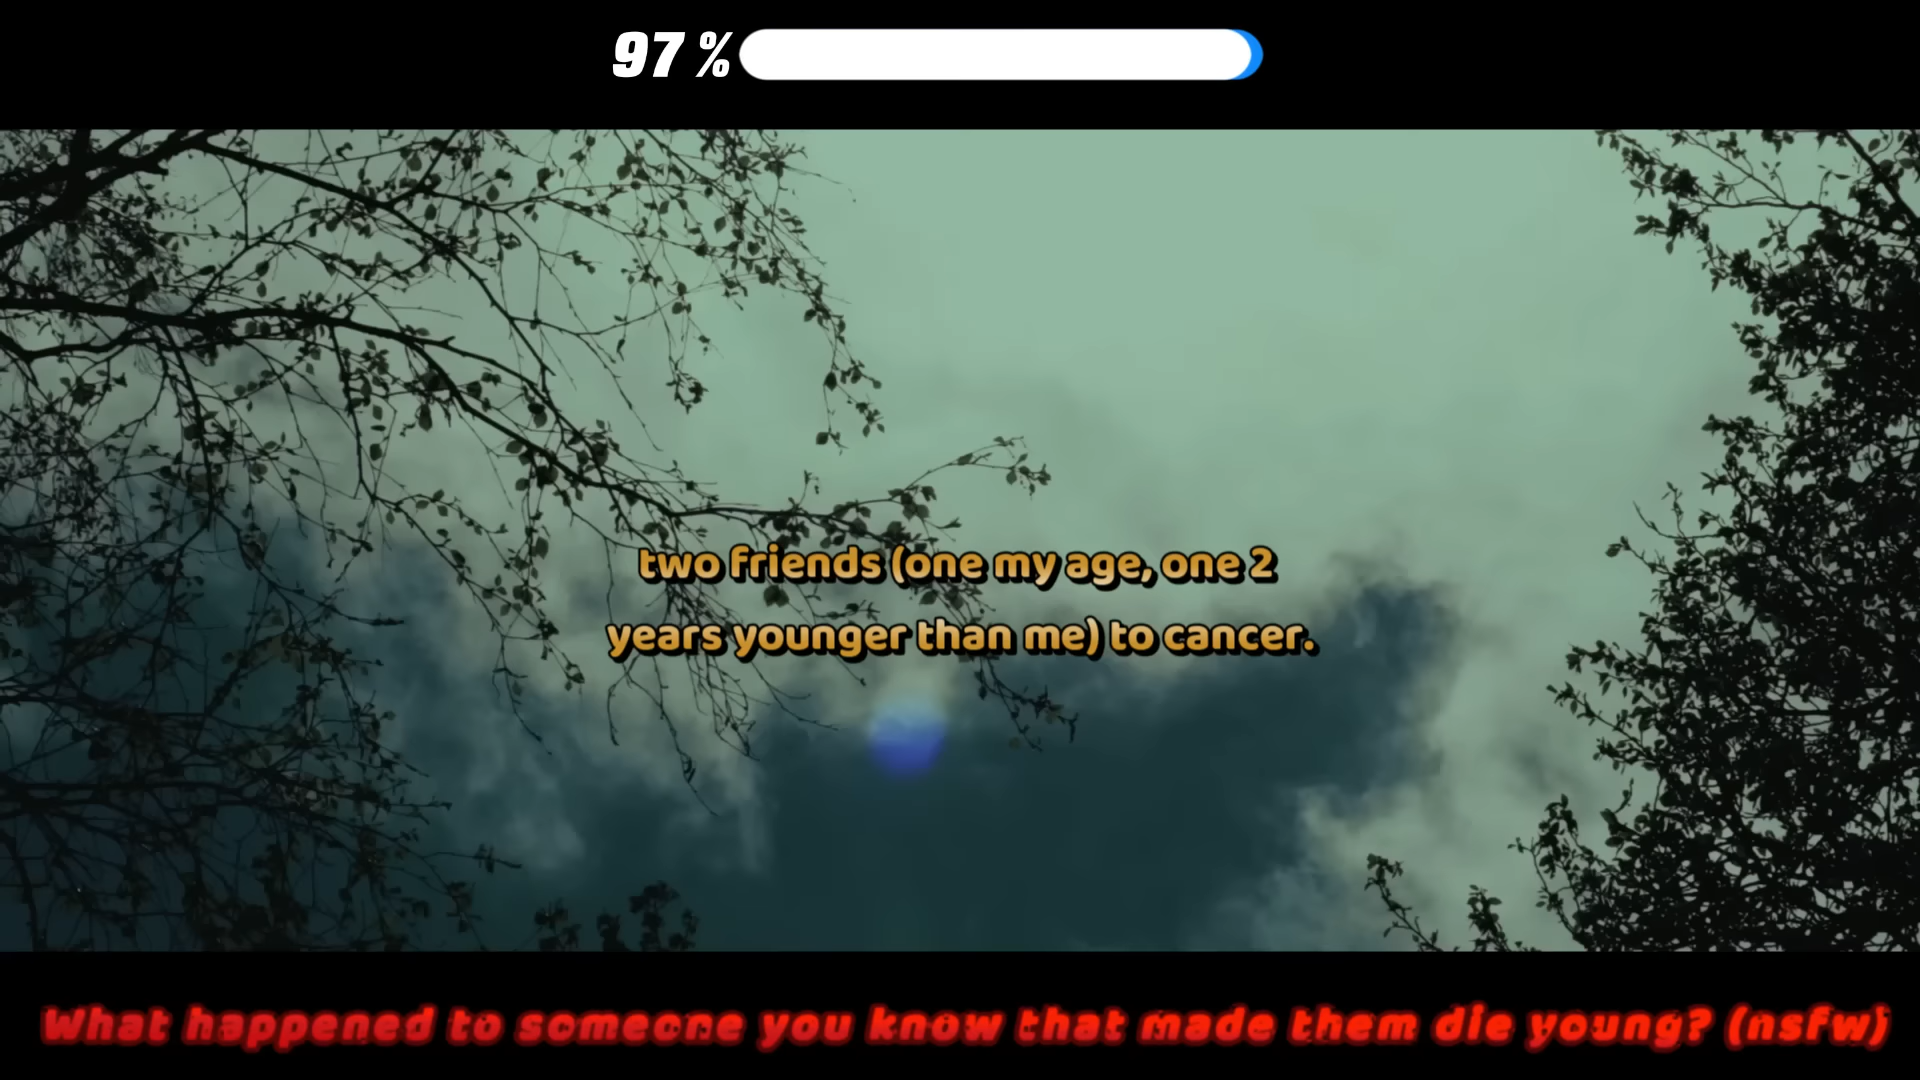 97 %
two friends (one my age, one 2
years younger than me) to cancer.
What happened to someone you know that made them die young? (nsfw)